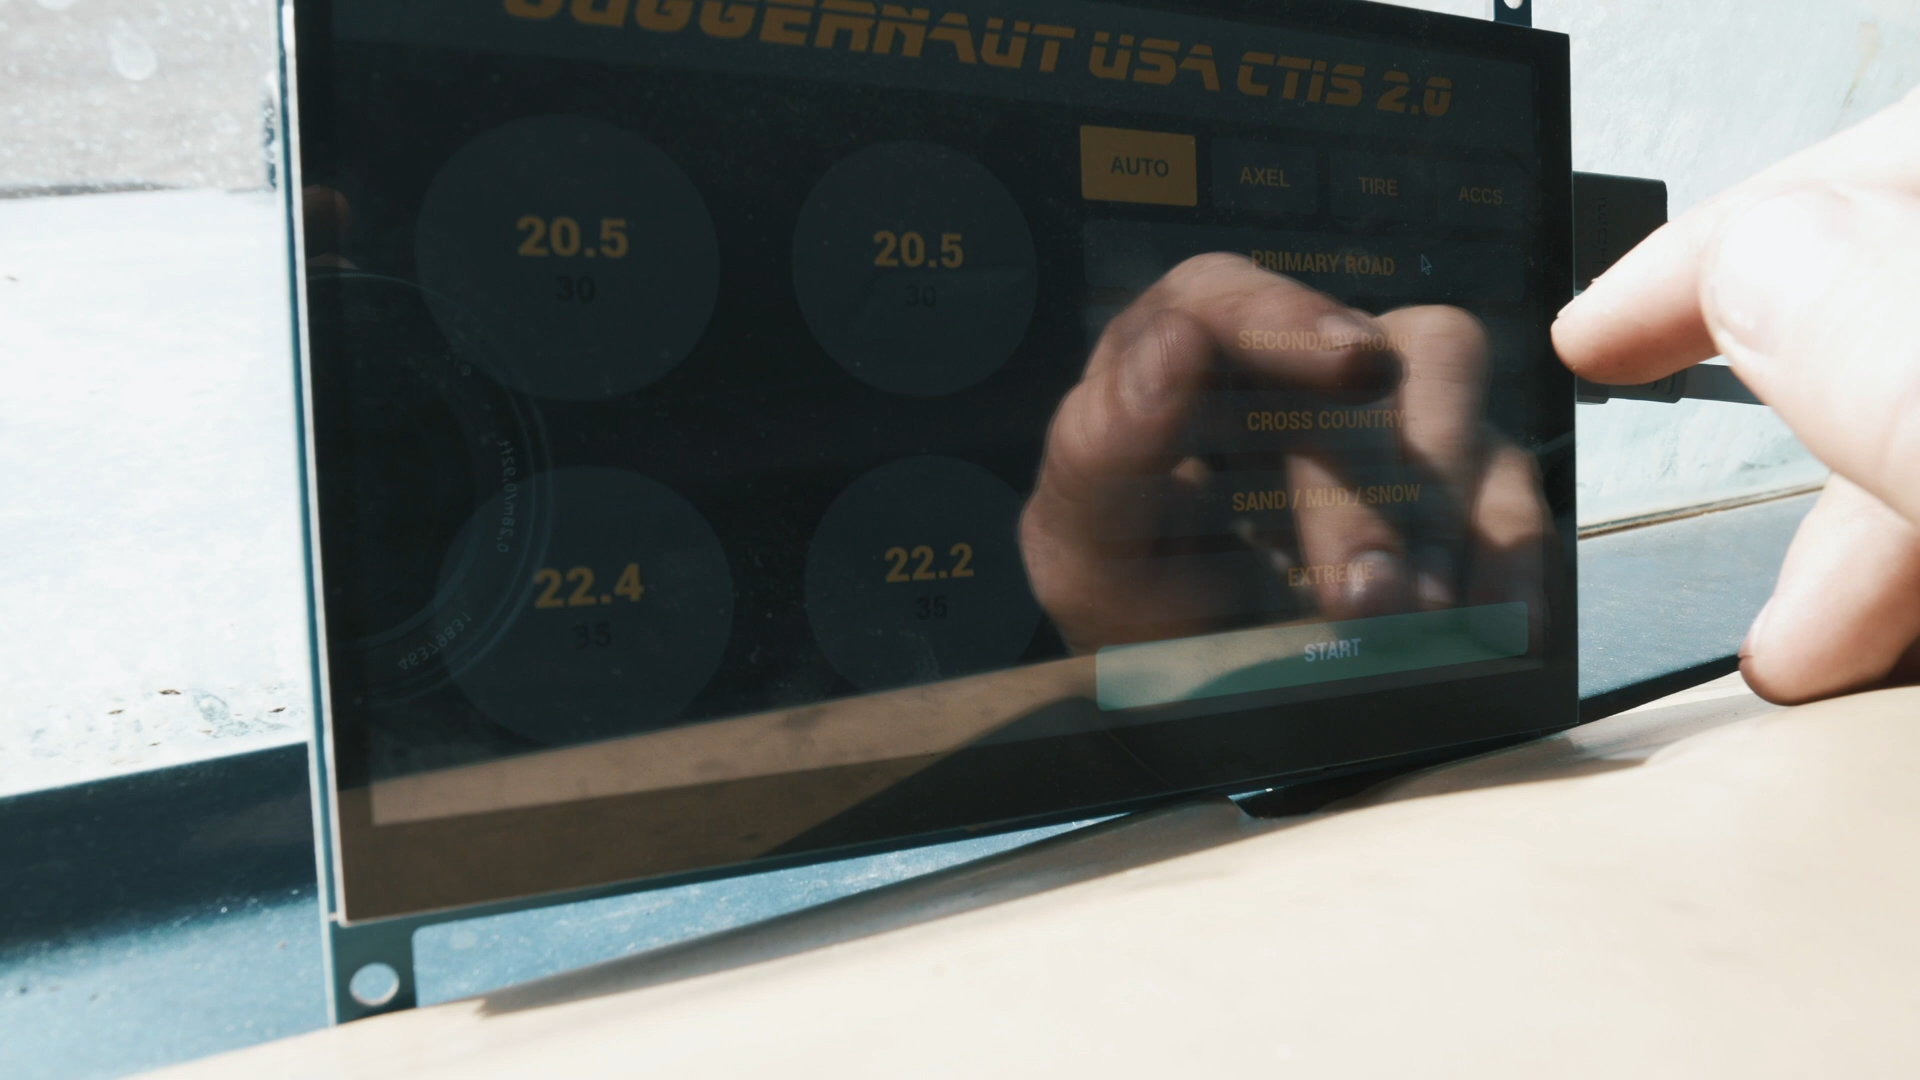 JUGGERNAUT USA CTIS 2.0
AUTO AXEL TIRE ACCS.
20.5
30
20.5
30
PRIMARY ROAD
SECONDARY ROAD
CROSS COUNTRY
SAND / MUD / SNOW
EXTREME
22.4
35
22.2
35
START
46379831